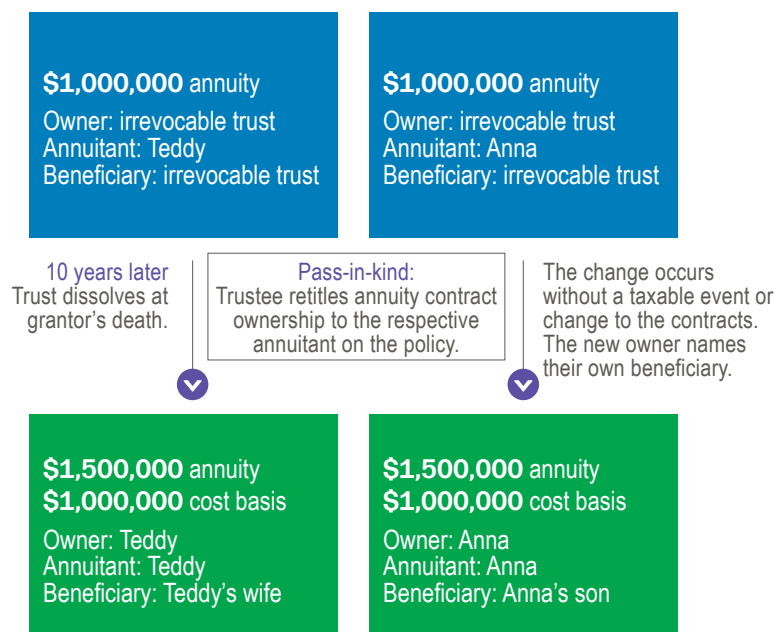 $1,000,000 annuity
Owner: irrevocable trust
Annuitant: Teddy
Beneficiary: irrevocable trust
$1,000,000 annuity
Owner: irrevocable trust
Annuitant: Anna
Beneficiary: irrevocable trust
10 years later
Trust dissolves at
grantor’s death.
Pass-in-kind:
Trustee retitles annuity contract
ownership to the respective
annuitant on the policy.
The change occurs
without a taxable event or
change to the contracts.
The new owner names
their own beneficiary.
$1,500,000 annuity
$1,000,000 cost basis
Owner: Teddy
Annuitant: Teddy
Beneficiary: Teddy’s wife
$1,500,000 annuity
$1,000,000 cost basis
Owner: Anna
Annuitant: Anna
Beneficiary: Anna’s son